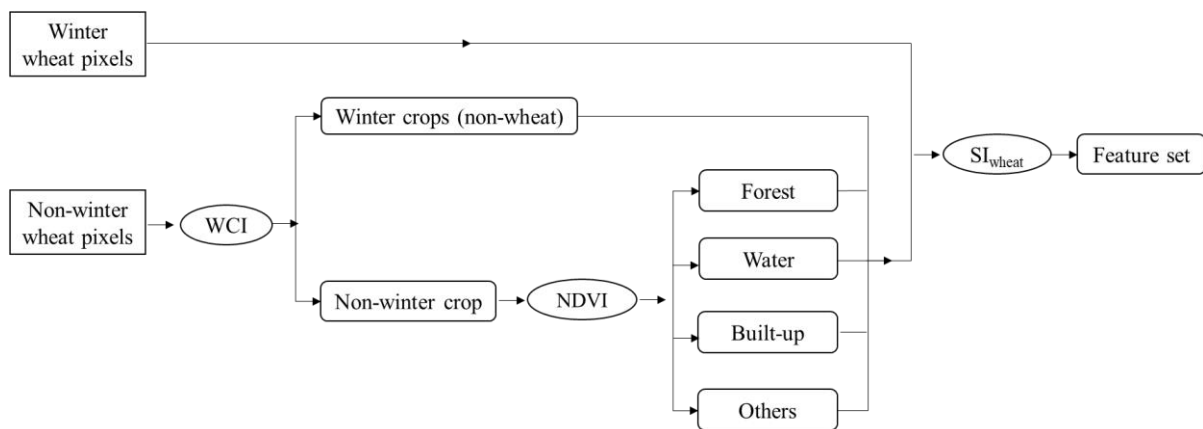 Winter
wheat pixels
Winter crops (non-wheat)
SIwheat
Feature set
Forest
Non-winter
wheat pixels
WCI
Water
Non-winter crop
NDVI
Built-up
Others